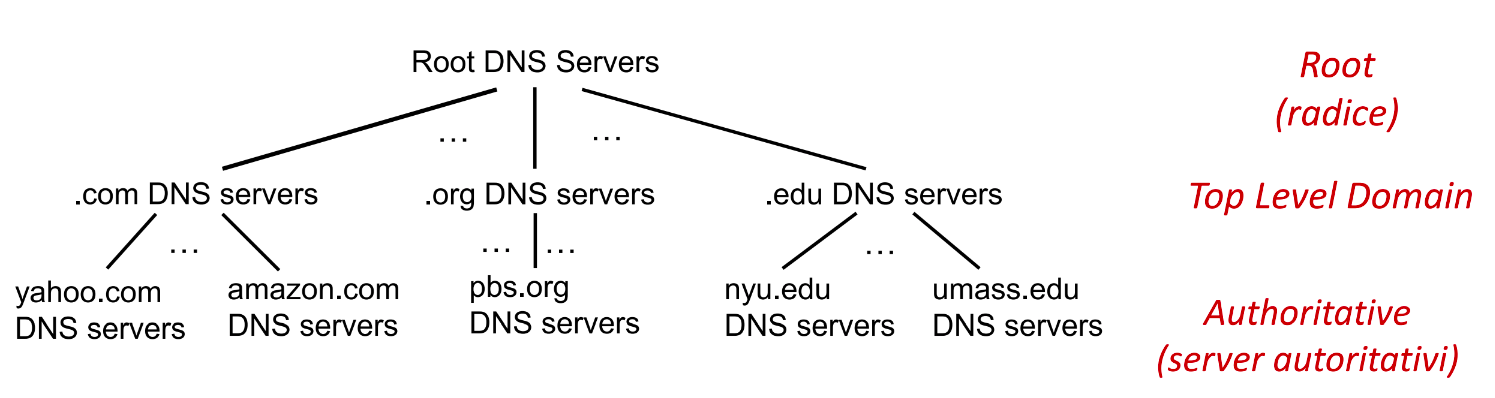 Root DNS Servers
Root
(radice)
... ...
.com DNS servers
.org DNS servers
.edu DNS servers
Top Level Domain
...
... ...
...
yahoo.com
DNS servers
amazon.com
DNS servers
pbs.org
DNS servers
nyu.edu
DNS servers
umass.edu
DNS servers
Authoritative
(server autoritativi)